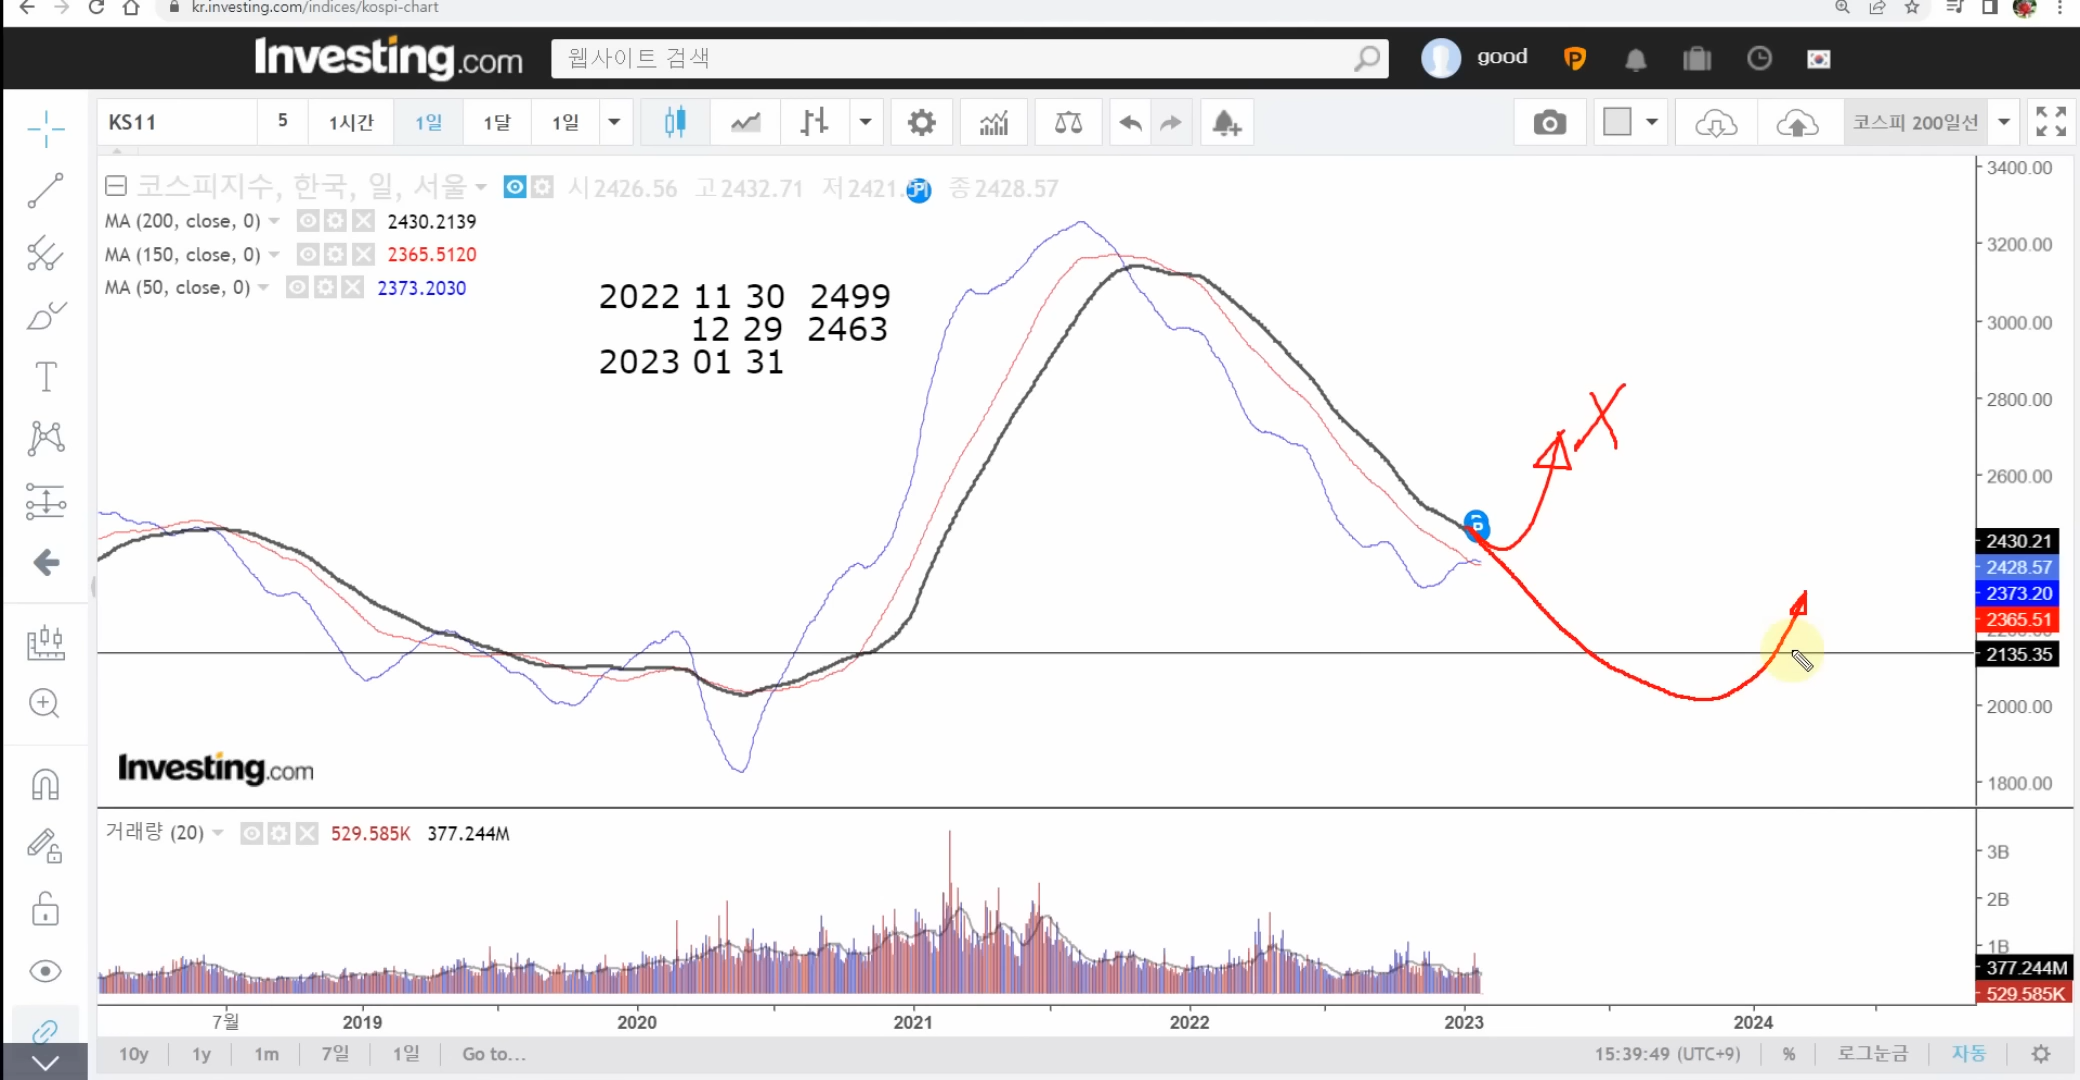 kr.investing.com/indices/kospi-chart
Investing.com 웹사이트 검색 good
KS11 5 1시간 1일 1달 1일 코스피 200일선
코스피지수, 한국, 일, 서울 시2426.56 고2432.71 저2421. 종2428.57
MA (200, close, 0) 2430.2139
MA (150, close, 0) 2365.5120
MA (50, close, 0) 2373.2030
2022 11 30 2499
12 29 2463
2023 01 31
3400.00
3200.00
3000.00
2800.00
2600.00
2430.21
2428.57
2373.20
2365.51
2135.35
2000.00
1800.00
Investing.com
거래량 (20) 529.585K 377.244M
3B
2B
1B
377.244M
529.585K
7월 2019 2020 2021 2022 2023 2024
10y 1y 1m 7일 1일 Go to... 15:39:49 (UTC+9) % 로그눈금 자동